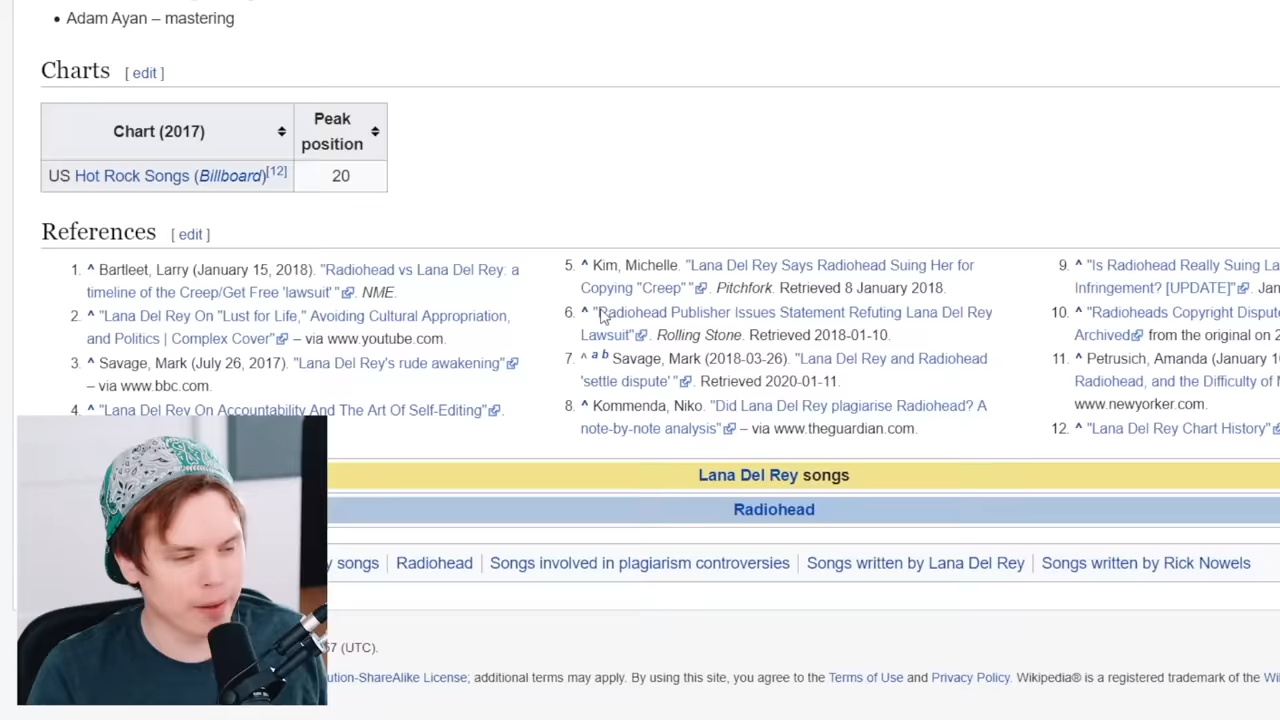 • Adam Ayan – mastering
Charts [ edit ]
Chart (2017)
Peak position
US Hot Rock Songs (Billboard)[12]
20
References [ edit ]
1. ^ Bartleet, Larry (January 15, 2018). "Radiohead vs Lana Del Rey: a
timeline of the Creep/Get Free 'lawsuit'". NME.
2. ^ "Lana Del Rey On "Lust for Life," Avoiding Cultural Appropriation,
and Politics | Complex Cover" – via www.youtube.com.
3. ^ Savage, Mark (July 26, 2017). "Lana Del Rey's rude awakening"
– via www.bbc.com.
4. ^ "Lana Del Rey On Accountability And The Art Of Self-Editing".
5. ^ Kim, Michelle. "Lana Del Rey Says Radiohead Suing Her for
Copying "Creep" ". Pitchfork. Retrieved 8 January 2018.
6. ^ "Radiohead Publisher Issues Statement Refuting Lana Del Rey
Lawsuit". Rolling Stone. Retrieved 2018-01-10.
7. ^ a b Savage, Mark (2018-03-26). "Lana Del Rey and Radiohead
'settle dispute' ". Retrieved 2020-01-11.
8. ^ Kommenda, Niko. "Did Lana Del Rey plagiarise Radiohead? A
note-by-note analysis" – via www.theguardian.com.
9. ^ "Is Radiohead Really Suing La
Infringement? [UPDATE]". Jan
10. ^ "Radioheads Copyright Dispute
Archived from the original on 2
11. ^ Petrusich, Amanda (January 1
Radiohead, and the Difficulty of
www.newyorker.com.
12. ^ "Lana Del Rey Chart History"
Lana Del Rey songs
Radiohead
y songs | Radiohead | Songs involved in plagiarism controversies | Songs written by Lana Del Rey | Songs written by Rick Nowels
57 (UTC).
ution-ShareAlike License; additional terms may apply. By using this site, you agree to the Terms of Use and Privacy Policy. Wikipedia® is a registered trademark of the Wi